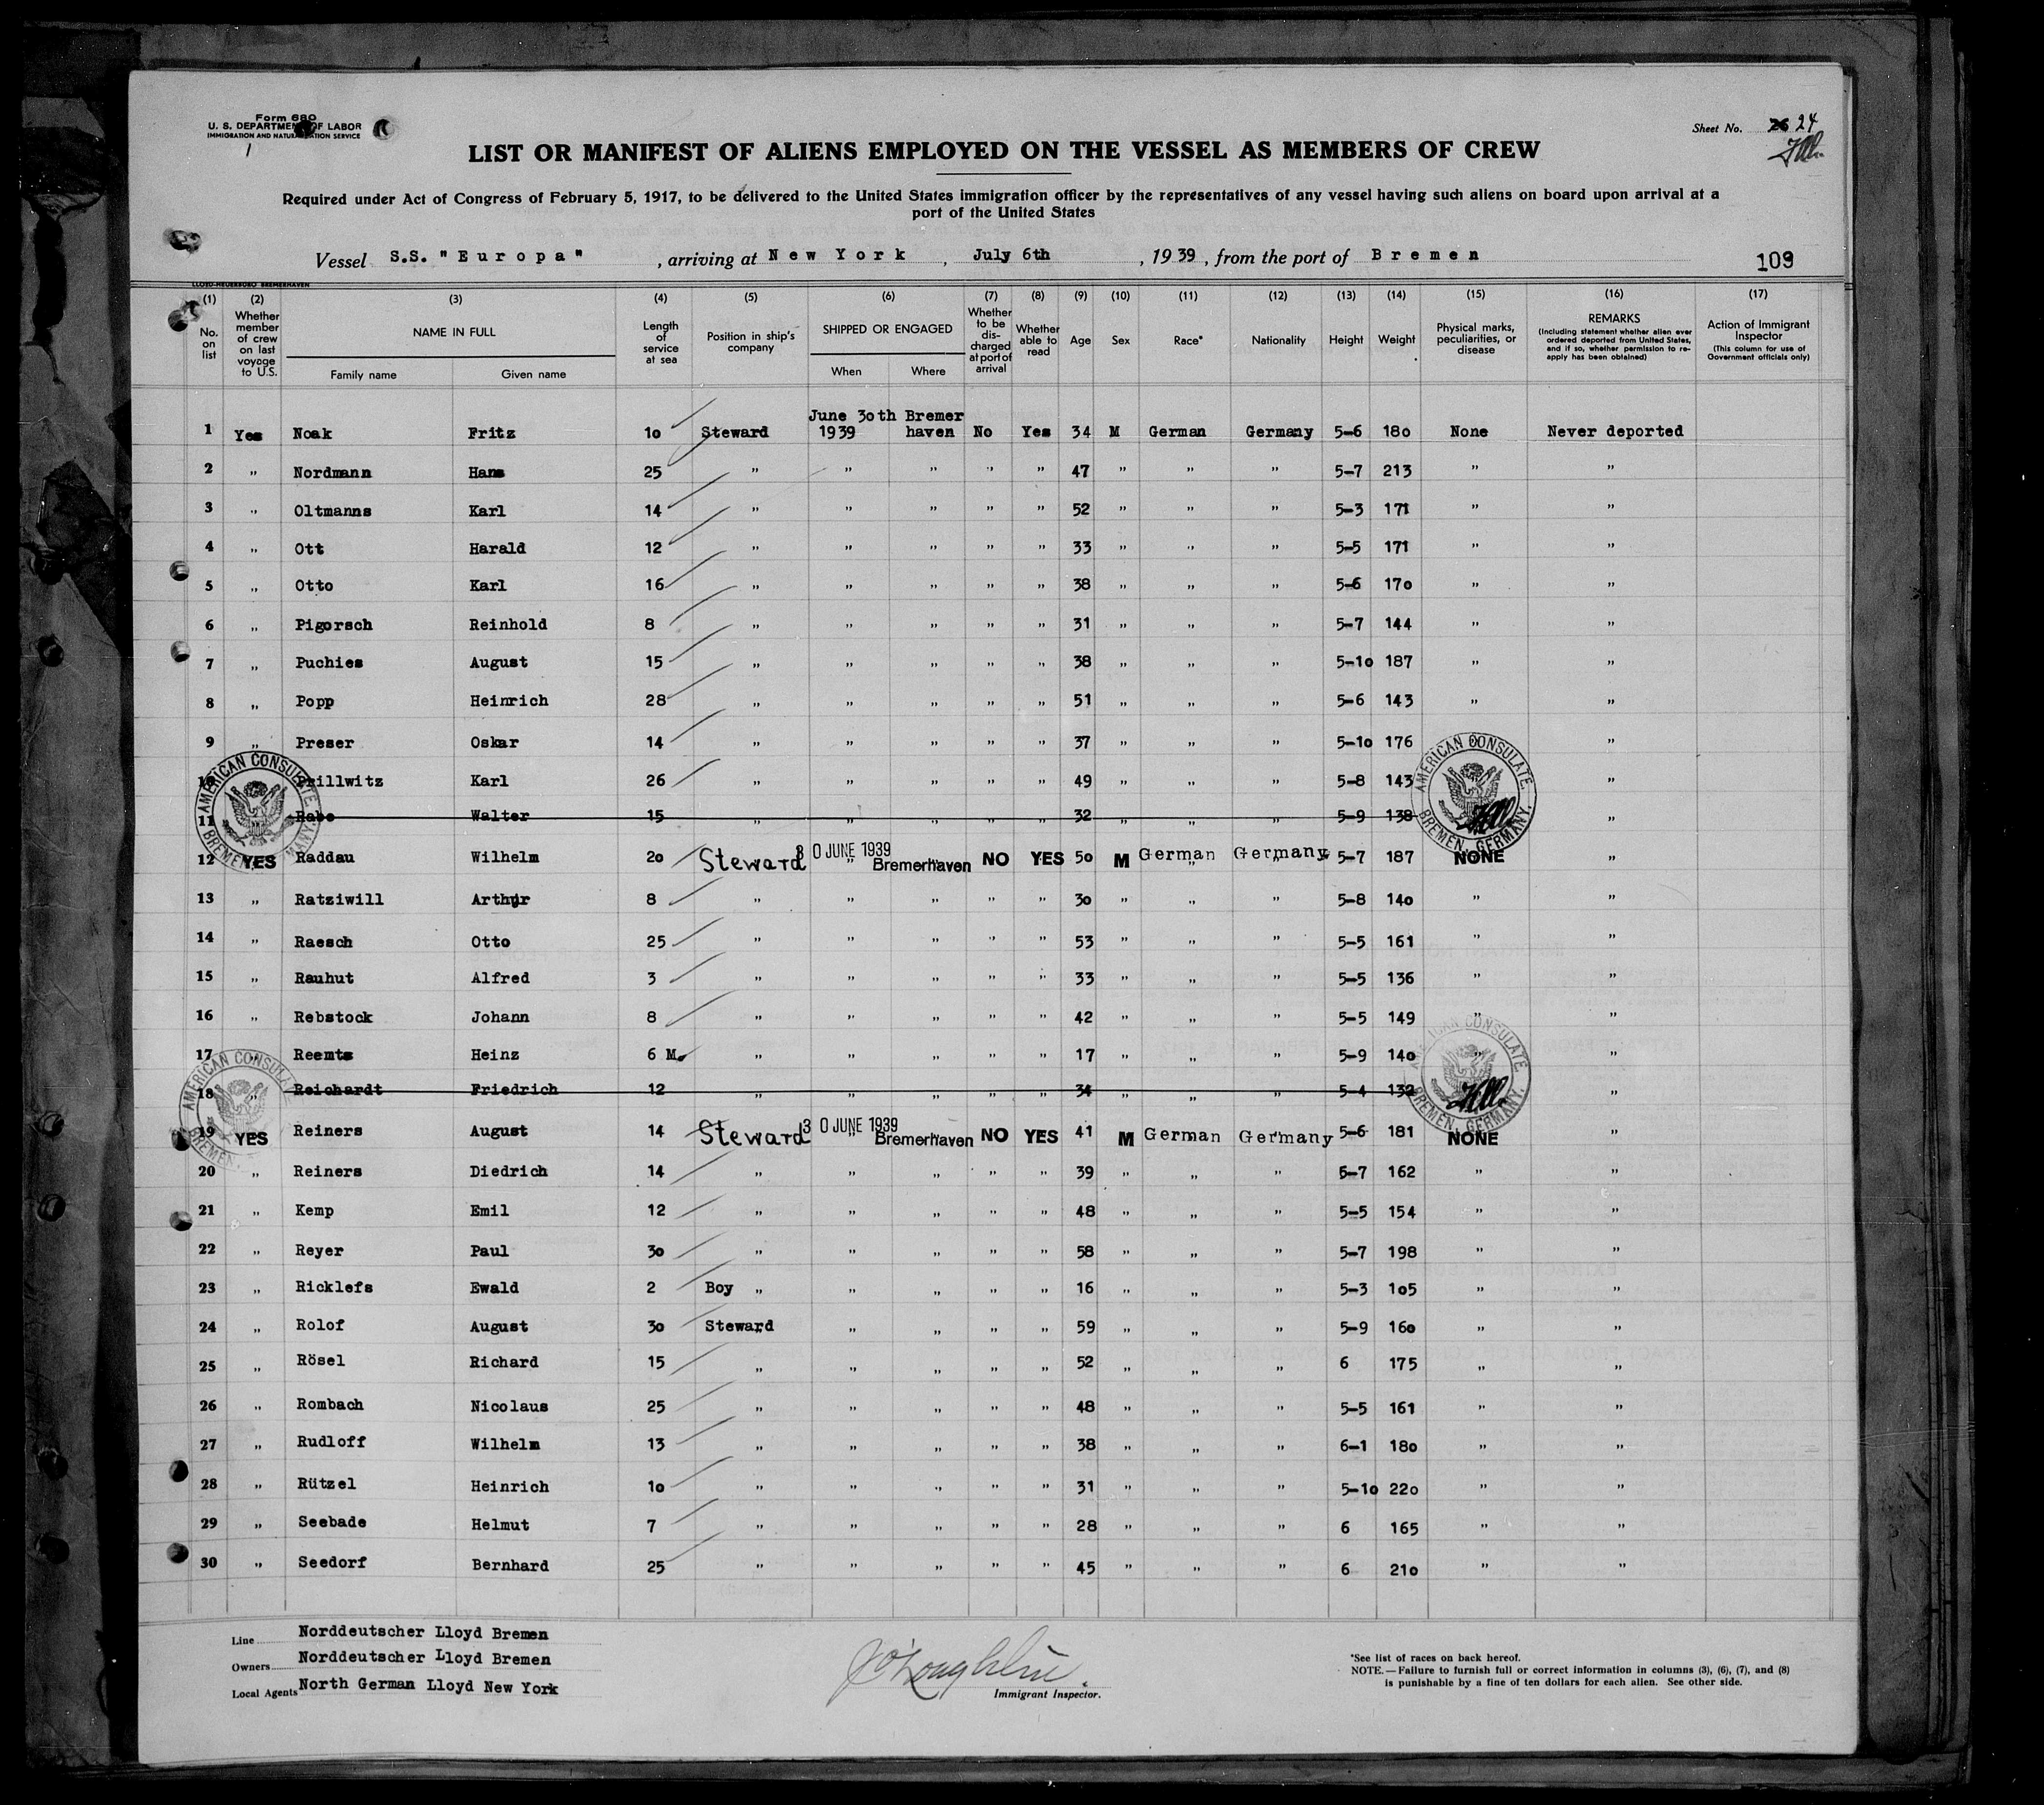 Form 680
U. S. DEPARTMENT OF LABOR
IMMIGRATION AND NATURALIZATION SERVICE
Sheet No. 24
LIST OR MANIFEST OF ALIENS EMPLOYED ON THE VESSEL AS MEMBERS OF CREW
Required under Act of Congress of February 5, 1917, to be delivered to the United States immigration officer by the representatives of any vessel having such aliens on board upon arrival at a
port of the United States
Vessel S.S. "Europa" , arriving at New York , July 6th , 1939 , from the port of Bremen
109
LLOYD-HEUERBÜRO BREMERHAVEN
(1) (2) (3) (4) (5) (6) (7) (8) (9) (10) (11) (12) (13) (14) (15) (16) (17)
No. on list Whether member of crew on last voyage to U.S. NAME IN FULL Family name Given name Length of service at sea Position in ship's company SHIPPED OR ENGAGED When Where Whether to be discharged at port of arrival Whether able to read Age Sex Race* Nationality Height Weight Physical marks, peculiarities, or disease REMARKS (Including statement whether alien ever ordered deported from United States, and if so, whether permission to re-apply has been obtained) Action of Immigrant Inspector (This column for use of Government officials only)
1 Yes Noak Fritz 10 Steward June 30th 1939 Bremerhaven No Yes 34 M German Germany 5-6 180 None Never deported
2 " Nordmann Hans 25 " " " " " 47 " " " 5-7 213 " "
3 " Oltmanns Karl 14 " " " " " 52 " " " 5-3 171 " "
4 " Ott Harald 12 " " " " " 33 " " " 5-5 171 " "
5 " Otto Karl 16 " " " " " 38 " " " 5-6 170 " "
6 " Pigorsch Reinhold 8 " " " " " 31 " " " 5-7 144 " "
7 " Puchies August 15 " " " " " 38 " " " 5-10 187 " "
8 " Popp Heinrich 28 " " " " " 51 " " " 5-6 143 " "
9 " Preser Oskar 14 " " " " " 37 " " " 5-10 176 " "
10 Prillwitz Karl 26 " " " " " 49 " " " 5-8 143 "
AMERICAN CONSULATE. BREMEN, GERMANY.
AMERICAN CONSULATE. BREMEN, GERMANY.
11 Rabe Walter 15 " " " " " 32 " " " 5-9 138 "
12 YES Raddau Wilhelm 20 Steward 30 JUNE 1939 Bremerhaven NO YES 50 M German Germany 5-7 187 NONE "
13 " Ratziwill Arthur 8 " " " " " 30 " " " 5-8 140 " "
14 " Raesch Otto 25 " " " " " 53 " " " 5-5 161 " "
15 " Rauhut Alfred 3 " " " " " 33 " " " 5-5 136 " "
16 " Rebstock Johann 8 " " " " " 42 " " " 5-5 149 " "
17 " Reemts Heinz 6 M. " " " " " 17 " " " 5-9 140 " "
AMERICAN CONSULATE. BREMEN, GERMANY.
AMERICAN CONSULATE. BREMEN, GERMANY.
18 " Reichardt Friedrich 12 " " " " " 34 " " " 5-4 132 "
19 YES Reiners August 14 Steward 30 JUNE 1939 Bremerhaven NO YES 41 M German Germany 5-6 181 NONE "
20 " Reiners Diedrich 14 " " " " " 39 " " " 5-7 162 " "
21 " Kemp Emil 12 " " " " " 48 " " " 5-5 154 " "
22 " Reyer Paul 30 " " " " " 58 " " " 5-7 198 " "
23 " Ricklefs Ewald 2 Boy " " " " " 16 " " " 5-3 105 " "
24 " Rolof August 30 Steward " " " " 59 " " " 5-9 160 " "
25 " Rösel Richard 15 " " " " " 52 " " " 6 175 " "
26 " Rombach Nicolaus 25 " " " " " 48 " " " 5-5 161 " "
27 " Rudloff Wilhelm 13 " " " " " 38 " " " 6-1 180 " "
28 " Rützel Heinrich 10 " " " " " 31 " " " 5-10 220 " "
29 " Seebade Helmut 7 " " " " " 28 " " " 6 165 " "
30 " Seedorf Bernhard 25 " " " " " 45 " " " 6 210 " "
Line Norddeutscher Lloyd Bremen
Owners Norddeutscher Lloyd Bremen
Local Agents North German Lloyd New York
Immigrant Inspector.
*See list of races on back hereof.
NOTE.—Failure to furnish full or correct information in columns (3), (6), (7), and (8)
is punishable by a fine of ten dollars for each alien. See other side.